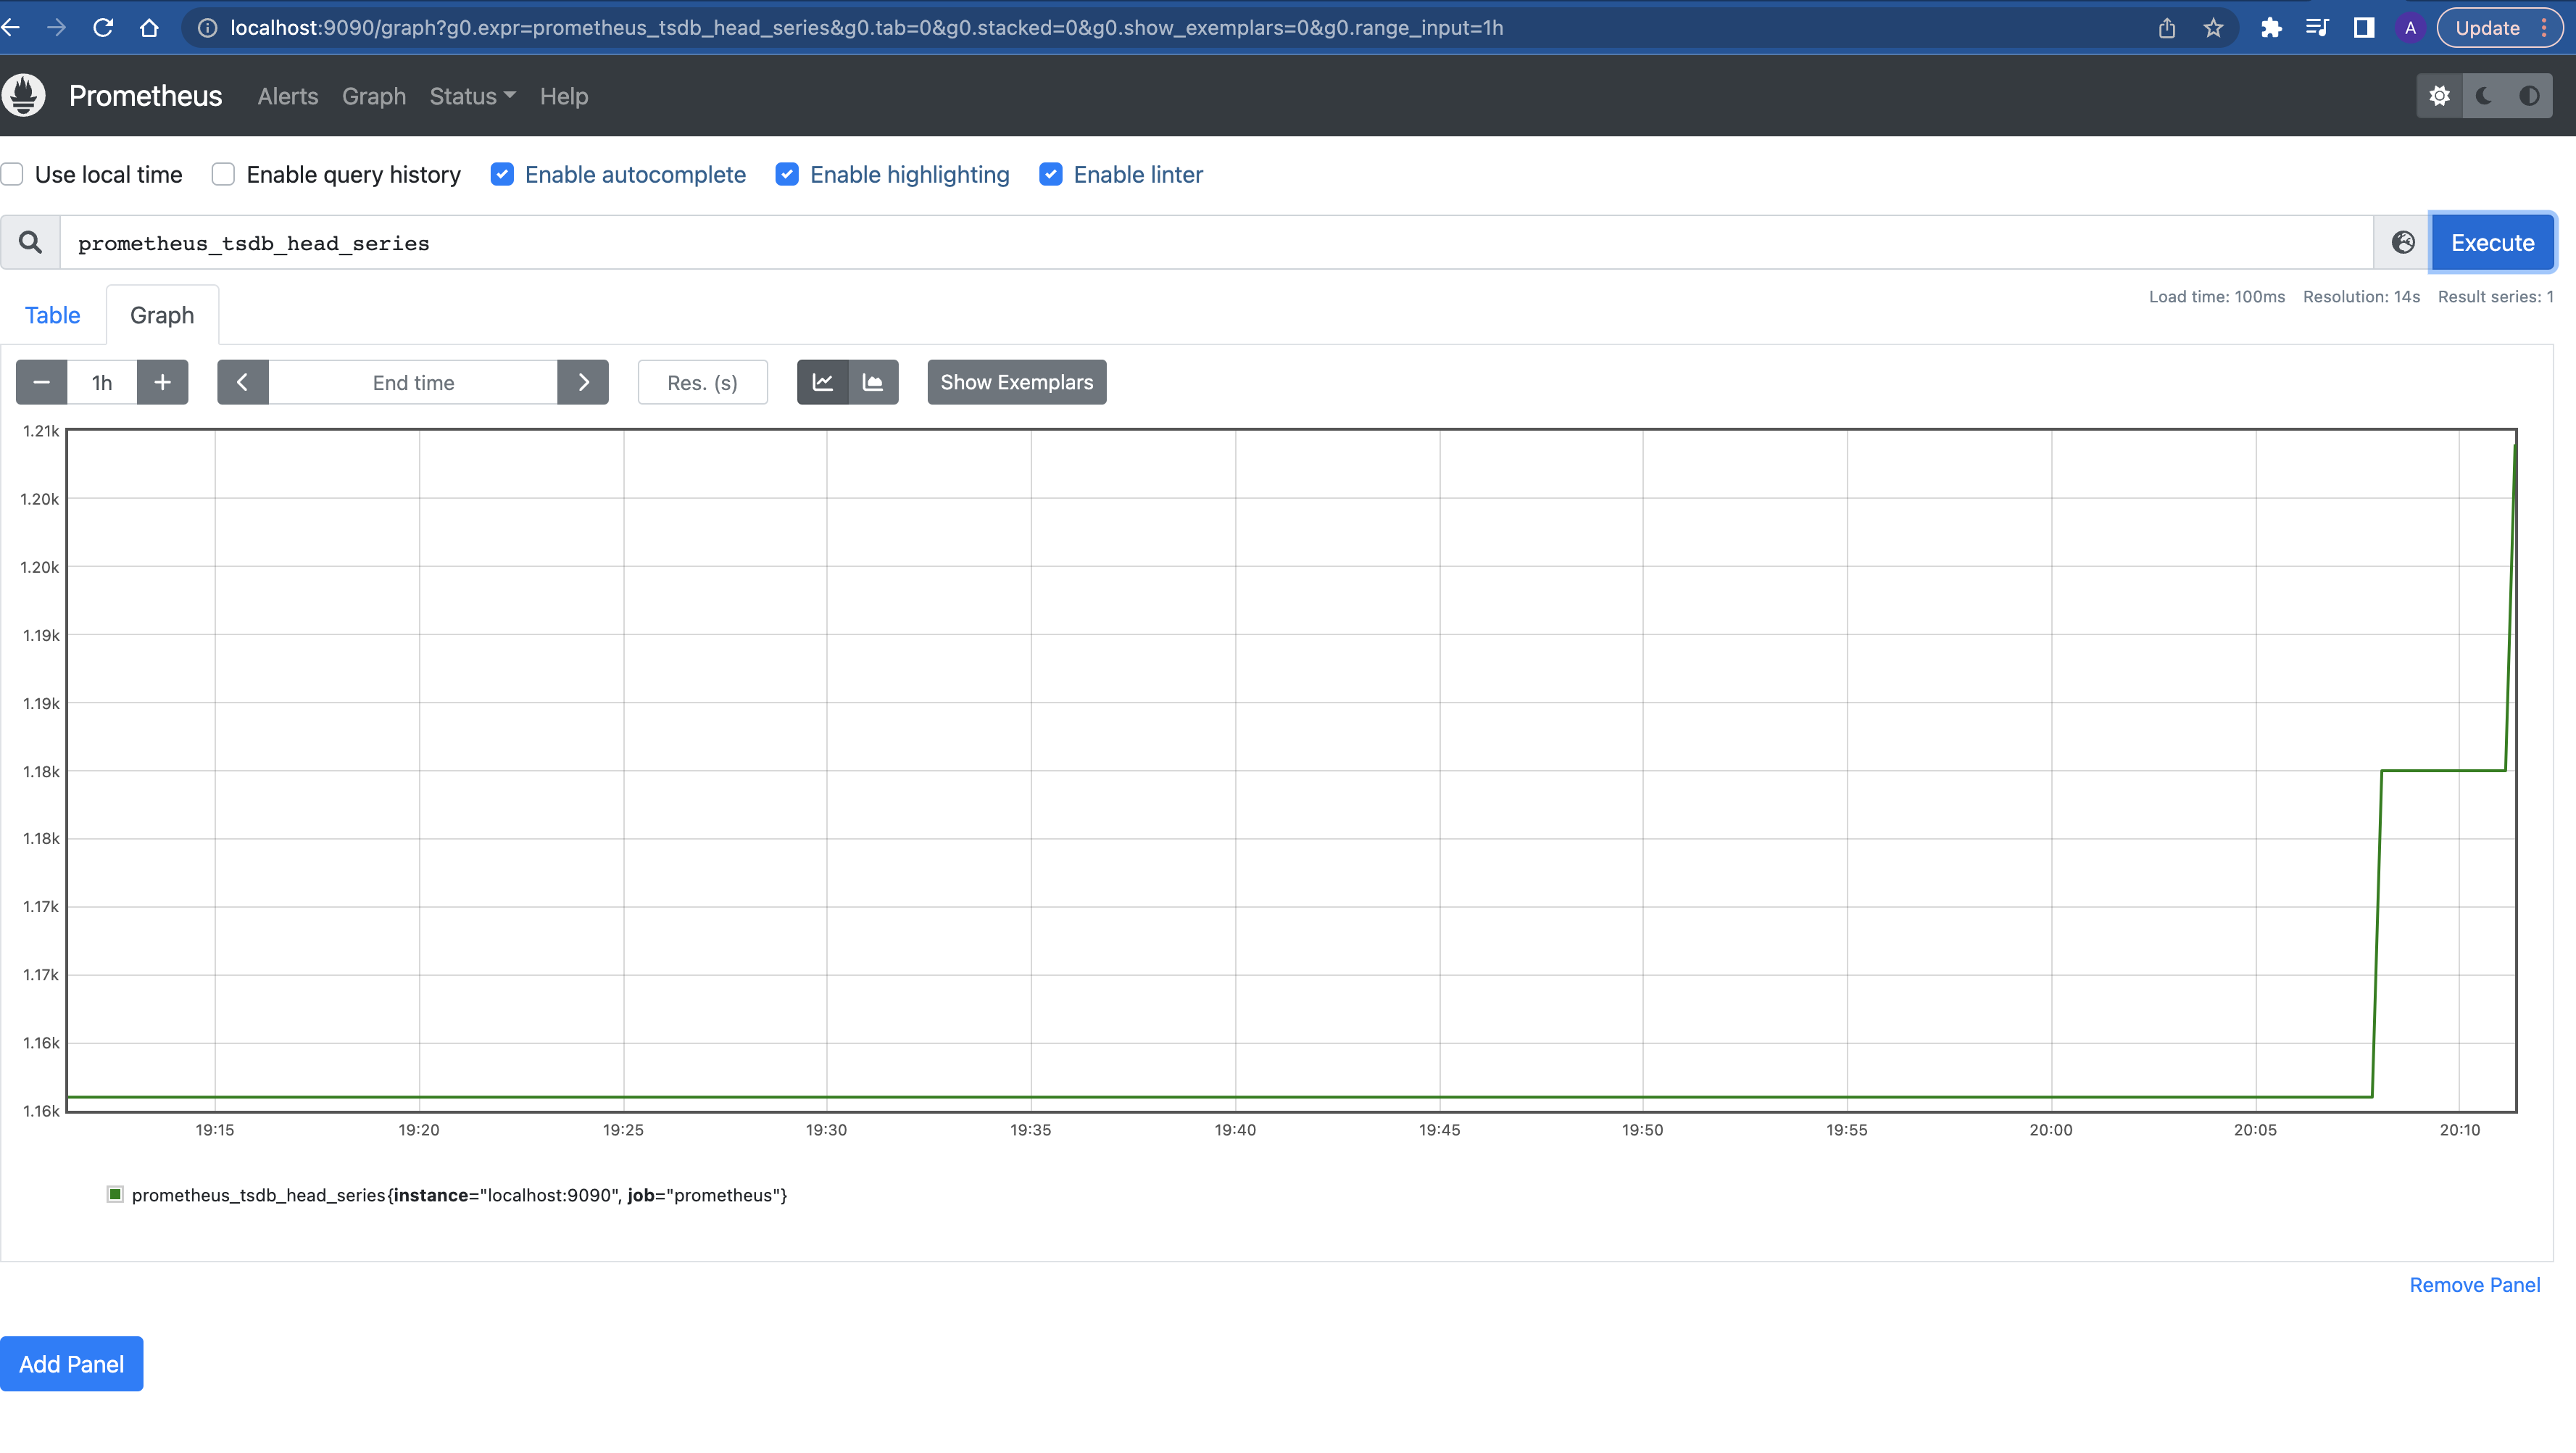 localhost:9090/graph?g0.expr=prometheus_tsdb_head_series&g0.tab=0&g0.stacked=0&g0.show_exemplars=0&g0.range_input=1h
A
Update
Prometheus Alerts Graph Status Help
Use local time Enable query history Enable autocomplete Enable highlighting Enable linter
prometheus_tsdb_head_series
Execute
Table Graph
Load time: 100ms Resolution: 14s Result series: 1
1h End time Res. (s) Show Exemplars
1.21k
1.20k
1.20k
1.19k
1.19k
1.18k
1.18k
1.17k
1.17k
1.16k
1.16k
19:15 19:20 19:25 19:30 19:35 19:40 19:45 19:50 19:55 20:00 20:05 20:10
prometheus_tsdb_head_series{instance="localhost:9090", job="prometheus"}
Remove Panel
Add Panel